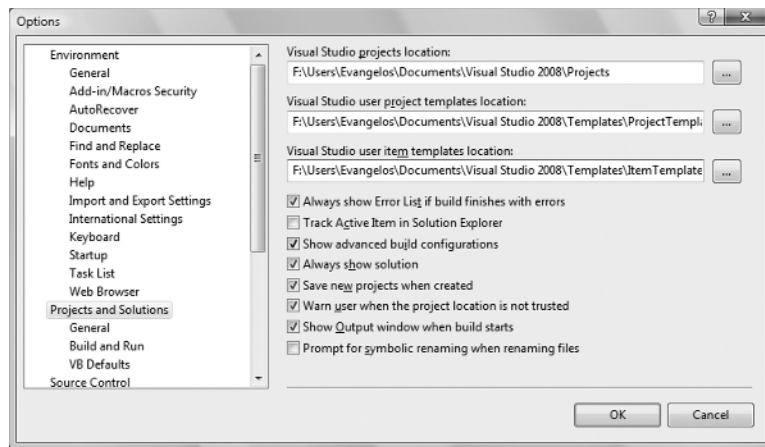 Options
Environment
General
Add-in/Macros Security
AutoRecover
Documents
Find and Replace
Fonts and Colors
Help
Import and Export Settings
International Settings
Keyboard
Startup
Task List
Web Browser
Projects and Solutions
General
Build and Run
VB Defaults
Source Control
Visual Studio projects location:
F:\Users\Evangelos\Documents\Visual Studio 2008\Projects
...
Visual Studio user project templates location:
F:\Users\Evangelos\Documents\Visual Studio 2008\Templates\ProjectTempl
...
Visual Studio user item templates location:
F:\Users\Evangelos\Documents\Visual Studio 2008\Templates\ItemTemplate
...
Always show Error List if build finishes with errors
Track Active Item in Solution Explorer
Show advanced build configurations
Always show solution
Save new projects when created
Warn user when the project location is not trusted
Show Output window when build starts
Prompt for symbolic renaming when renaming files
OK
Cancel